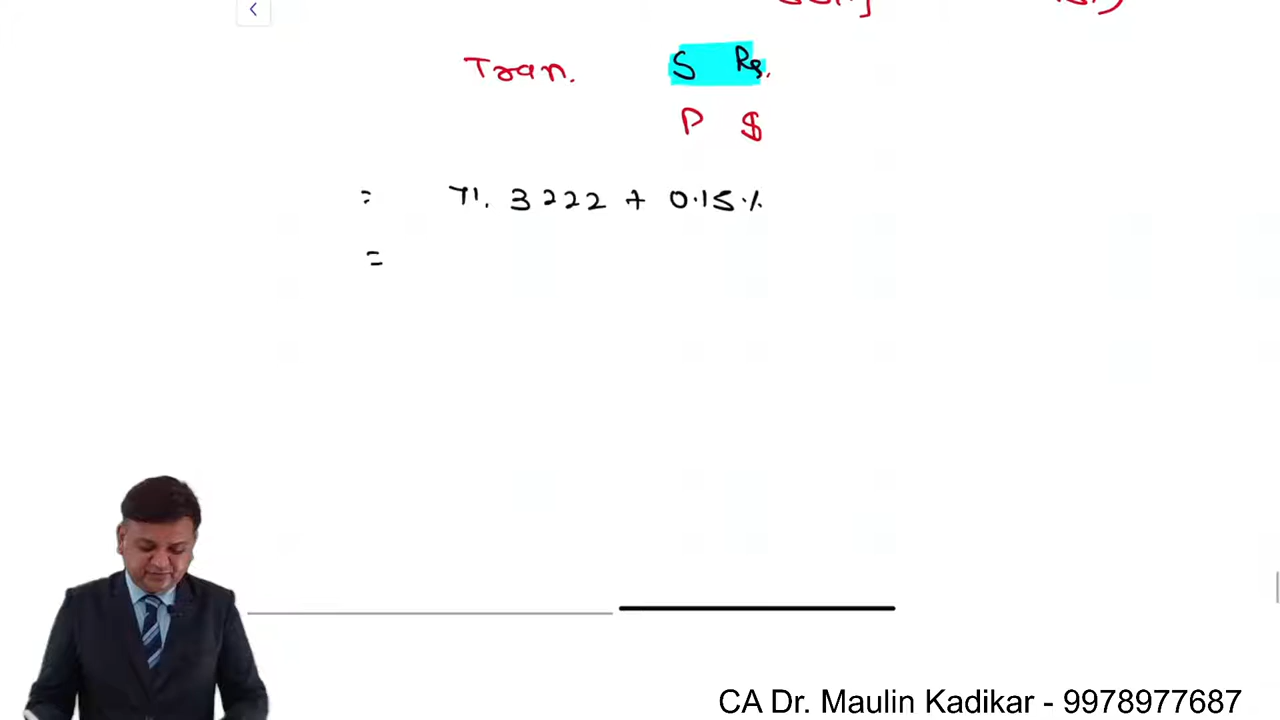 Tran. S Rs.
P $
= 71.3222 + 0.15%
=
CA Dr. Maulin Kadikar - 9978977687